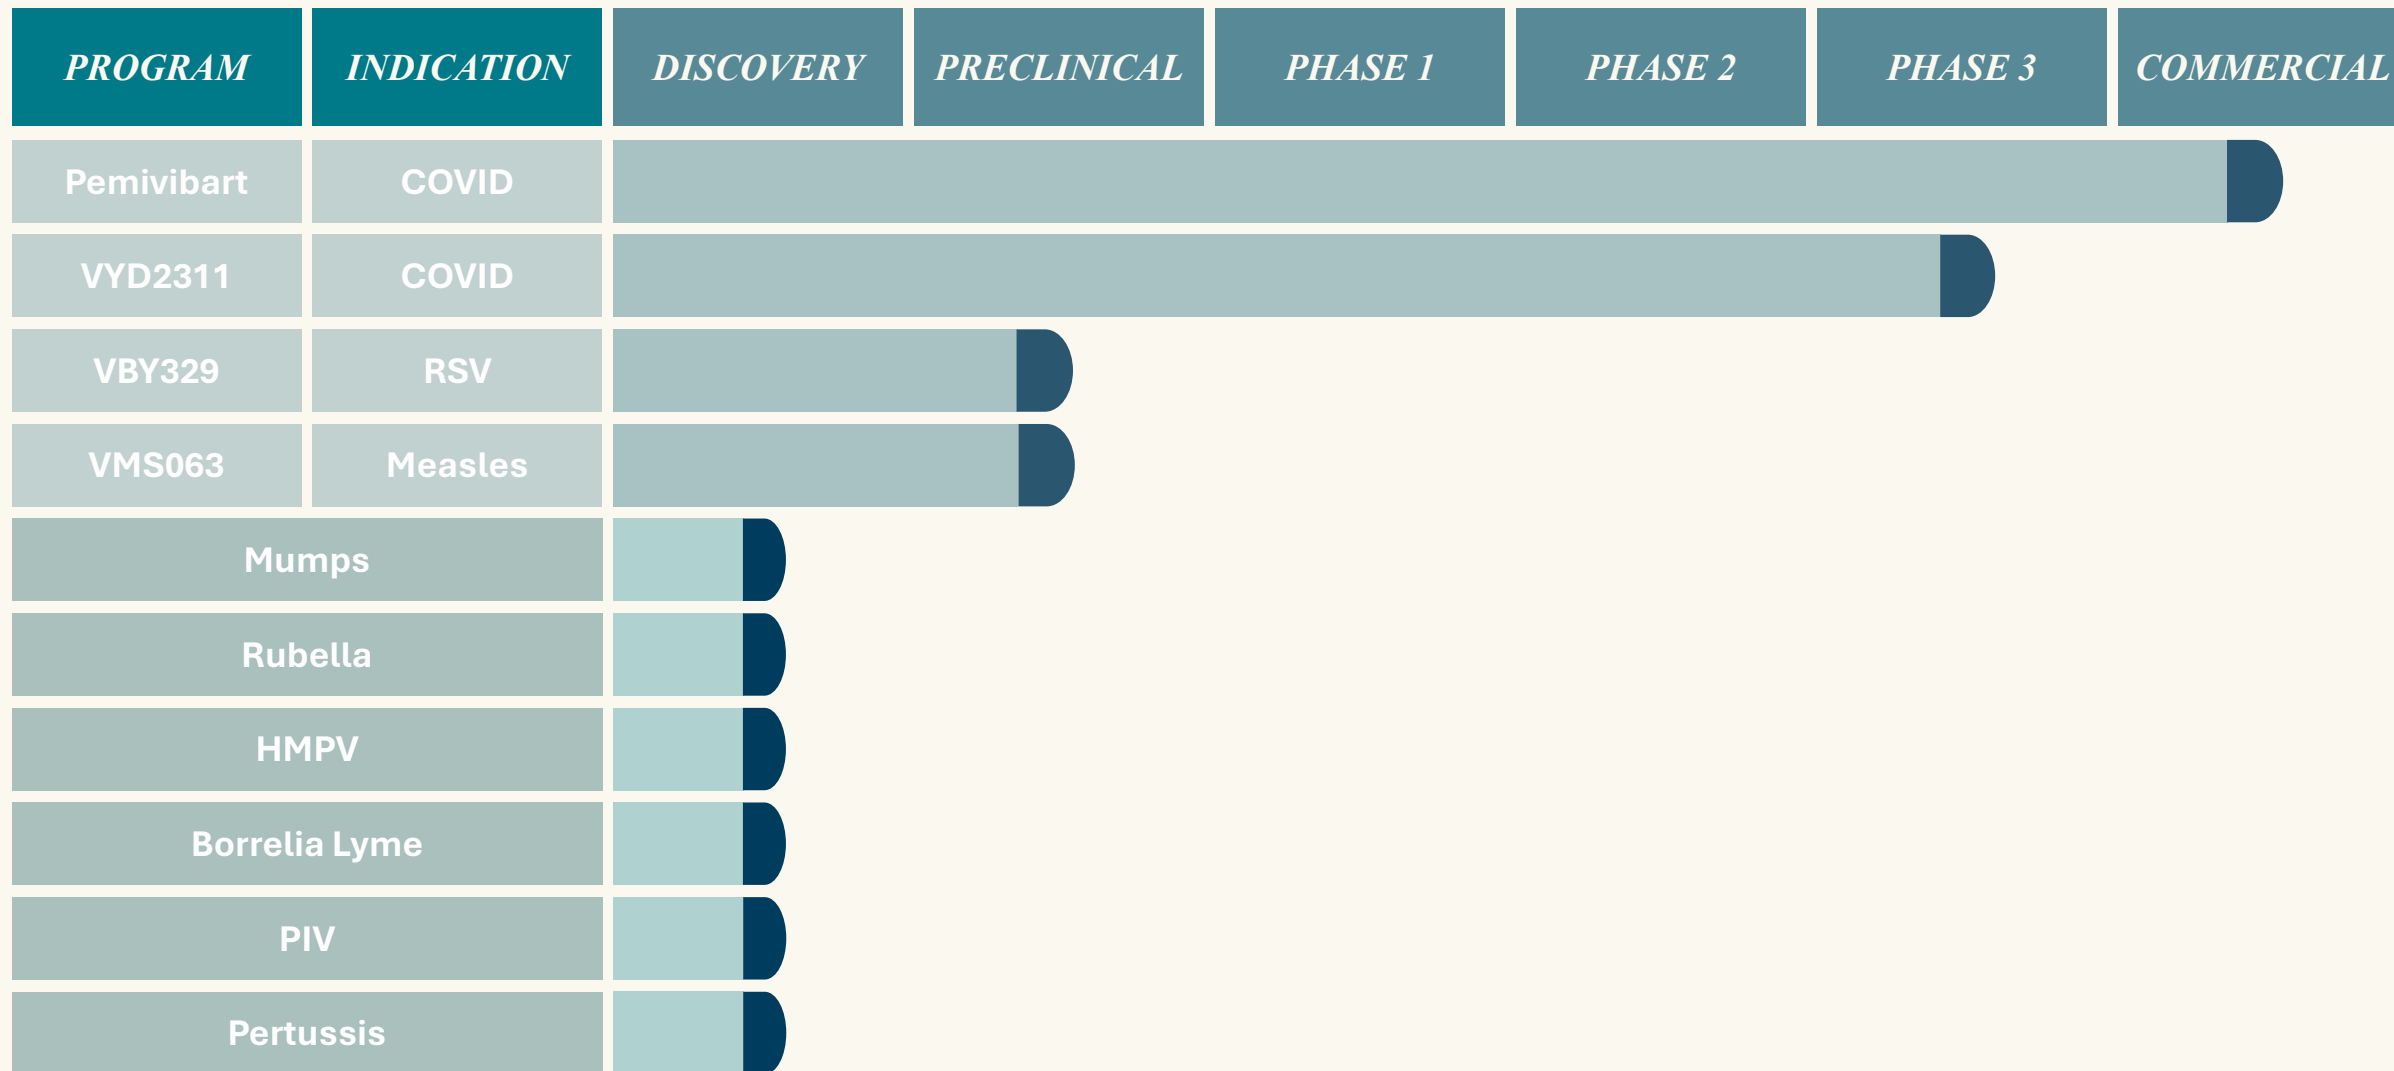 PROGRAM INDICATION DISCOVERY PRECLINICAL PHASE 1 PHASE 2 PHASE 3 COMMERCIAL
Pemivibart COVID
VYD2311 COVID
VBY329 RSV
VMS063 Measles
Mumps
Rubella
HMPV
Borrelia Lyme
PIV
Pertussis